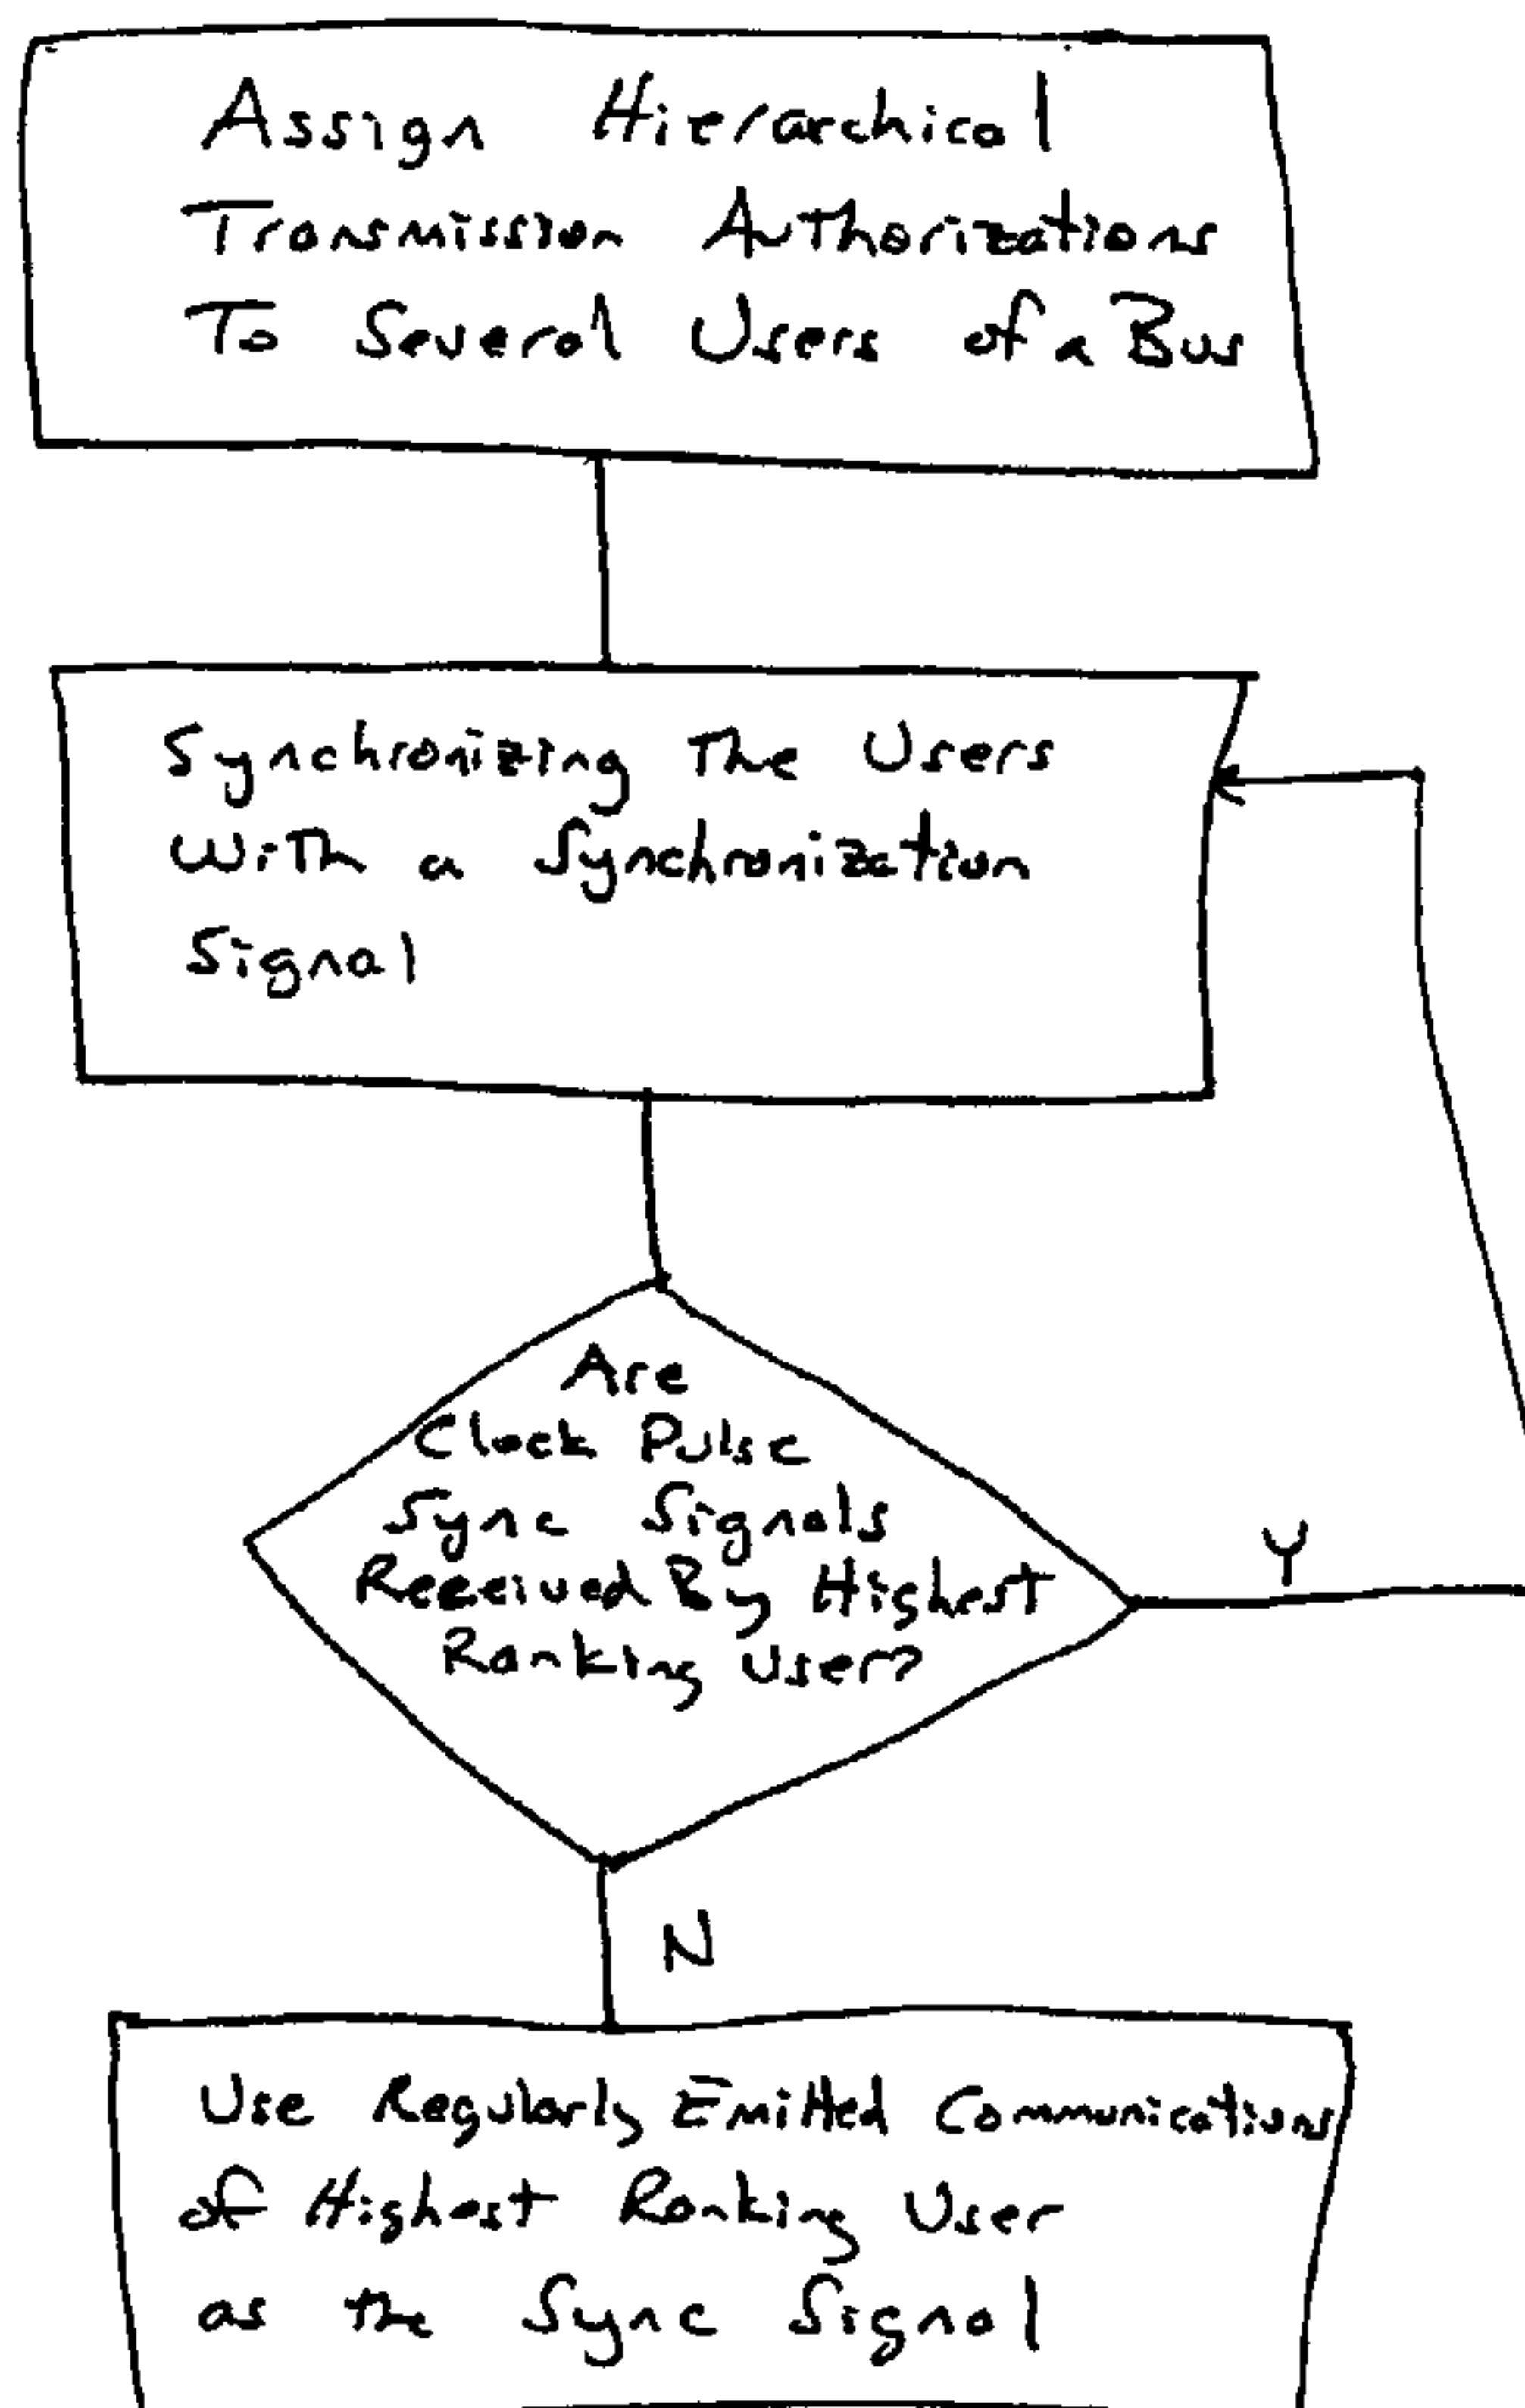 Assign Hierarchical
Transmission Authorizations
To Several Users of a Bus
Synchronizing The Users
With a Synchronization
Signal
Are
Clock Pulse
Sync Signals
Received By Highest
Ranking User?
Y
N
Use Regularly Emitted Communications
of Highest Ranking User
as the Sync Signal